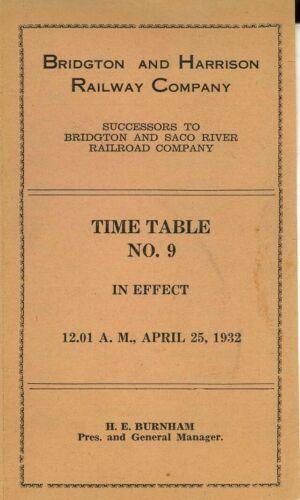 BRIDGTON AND HARRISON
RAILWAY COMPANY
SUCCESSORS TO
BRIDGTON AND SACO RIVER
RAILROAD COMPANY
TIME TABLE
NO. 9
IN EFFECT
12.01 A. M., APRIL 25, 1932
H. E. BURNHAM
Pres. and General Manager.